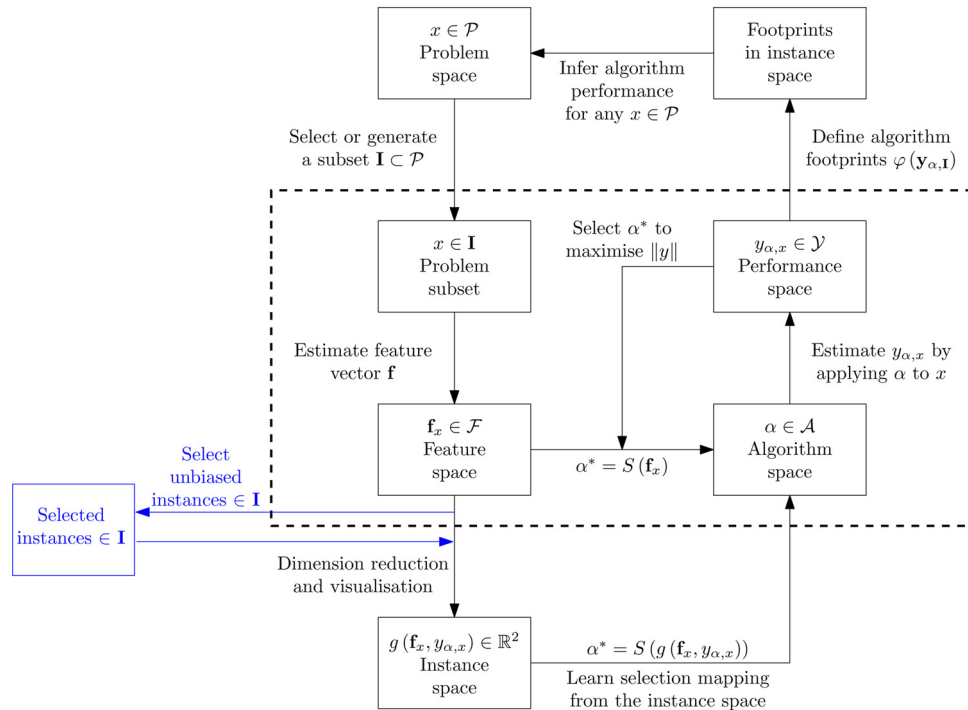 x ∈ 𝒫
Problem
space
Footprints
in instance
space
Infer algorithm
performance
for any x ∈ 𝒫
Select or generate
a subset I ⊂ 𝒫
Define algorithm
footprints φ (y_{α,I})
x ∈ I
Problem
subset
Select α* to
maximise ‖y‖
y_{α,x} ∈ 𝒴
Performance
space
Estimate feature
vector f
Estimate y_{α,x} by
applying α to x
f_x ∈ ℱ
Feature
space
α* = S (f_x)
α ∈ 𝒜
Algorithm
space
Select
unbiased
instances ∈ I
Selected
instances ∈ I
Dimension reduction
and visualisation
g (f_x, y_{α,x}) ∈ ℝ²
Instance
space
α* = S (g (f_x, y_{α,x}))
Learn selection mapping
from the instance space